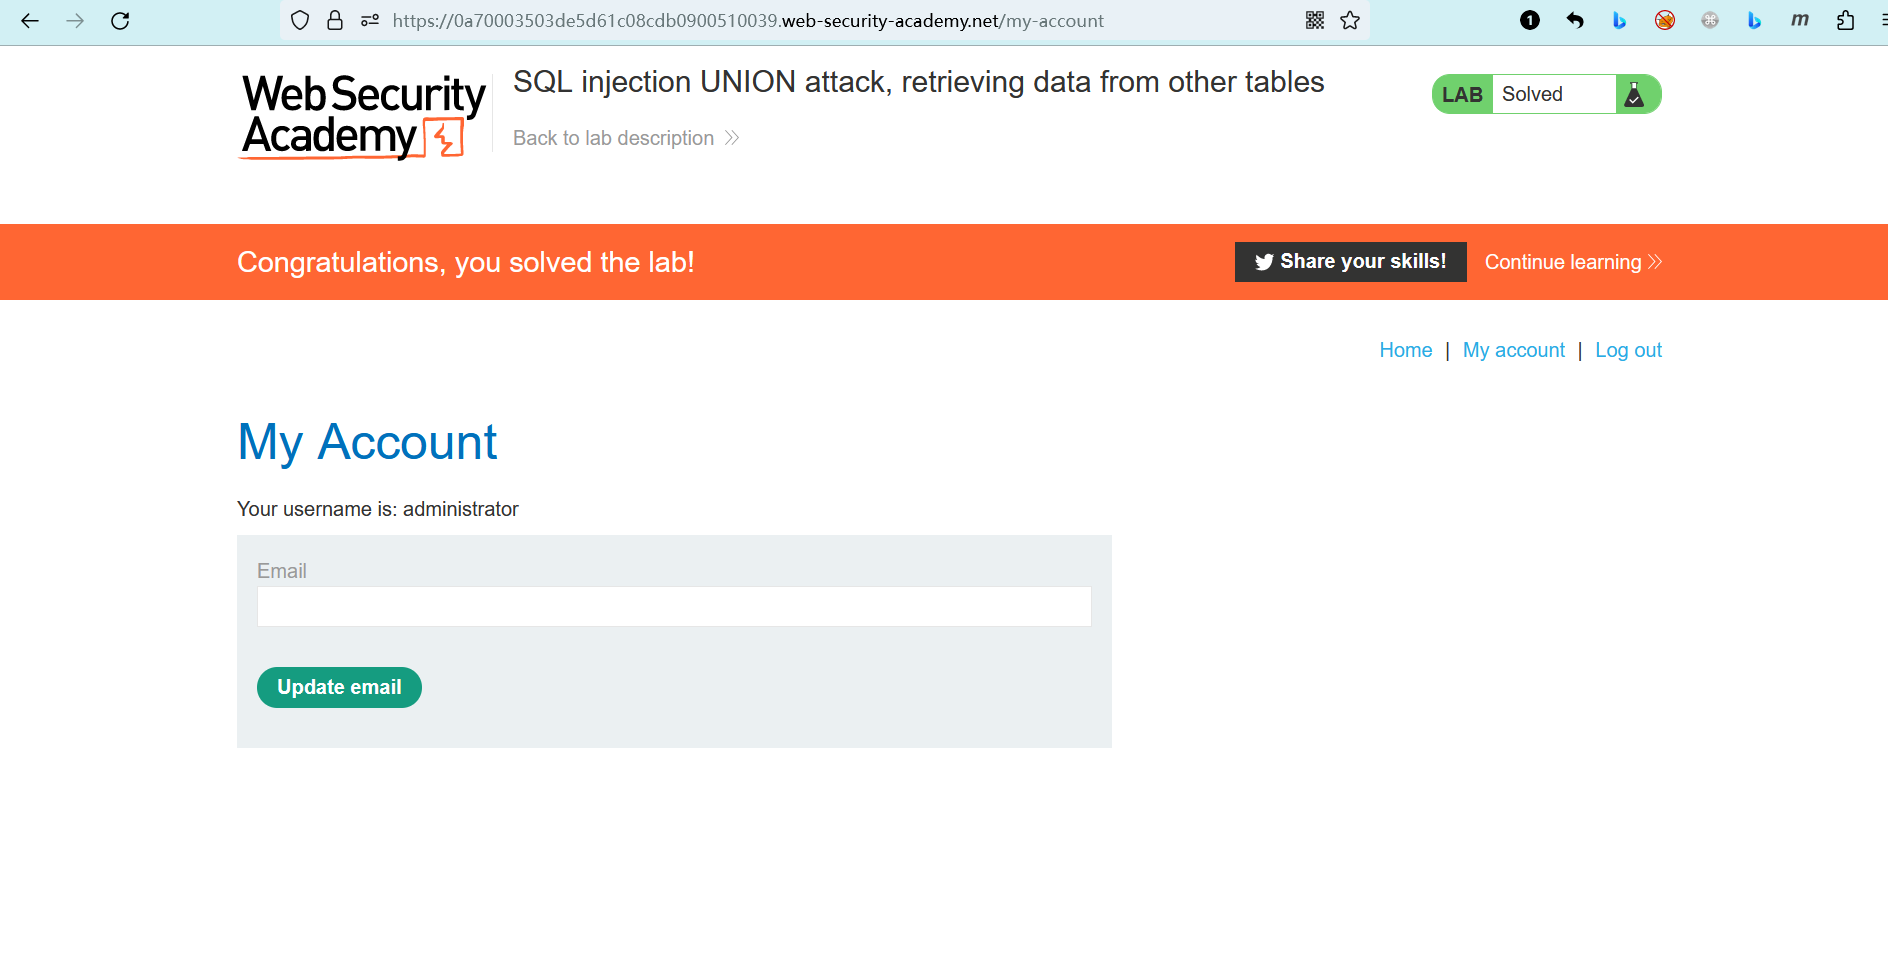 https://0a70003503de5d61c08cdb0900510039.web-security-academy.net/my-account
1
m
Web Security
Academy
SQL injection UNION attack, retrieving data from other tables
Back to lab description
LAB Solved
Congratulations, you solved the lab!
Share your skills!
Continue learning
Home | My account | Log out
My Account
Your username is: administrator
Email
Update email